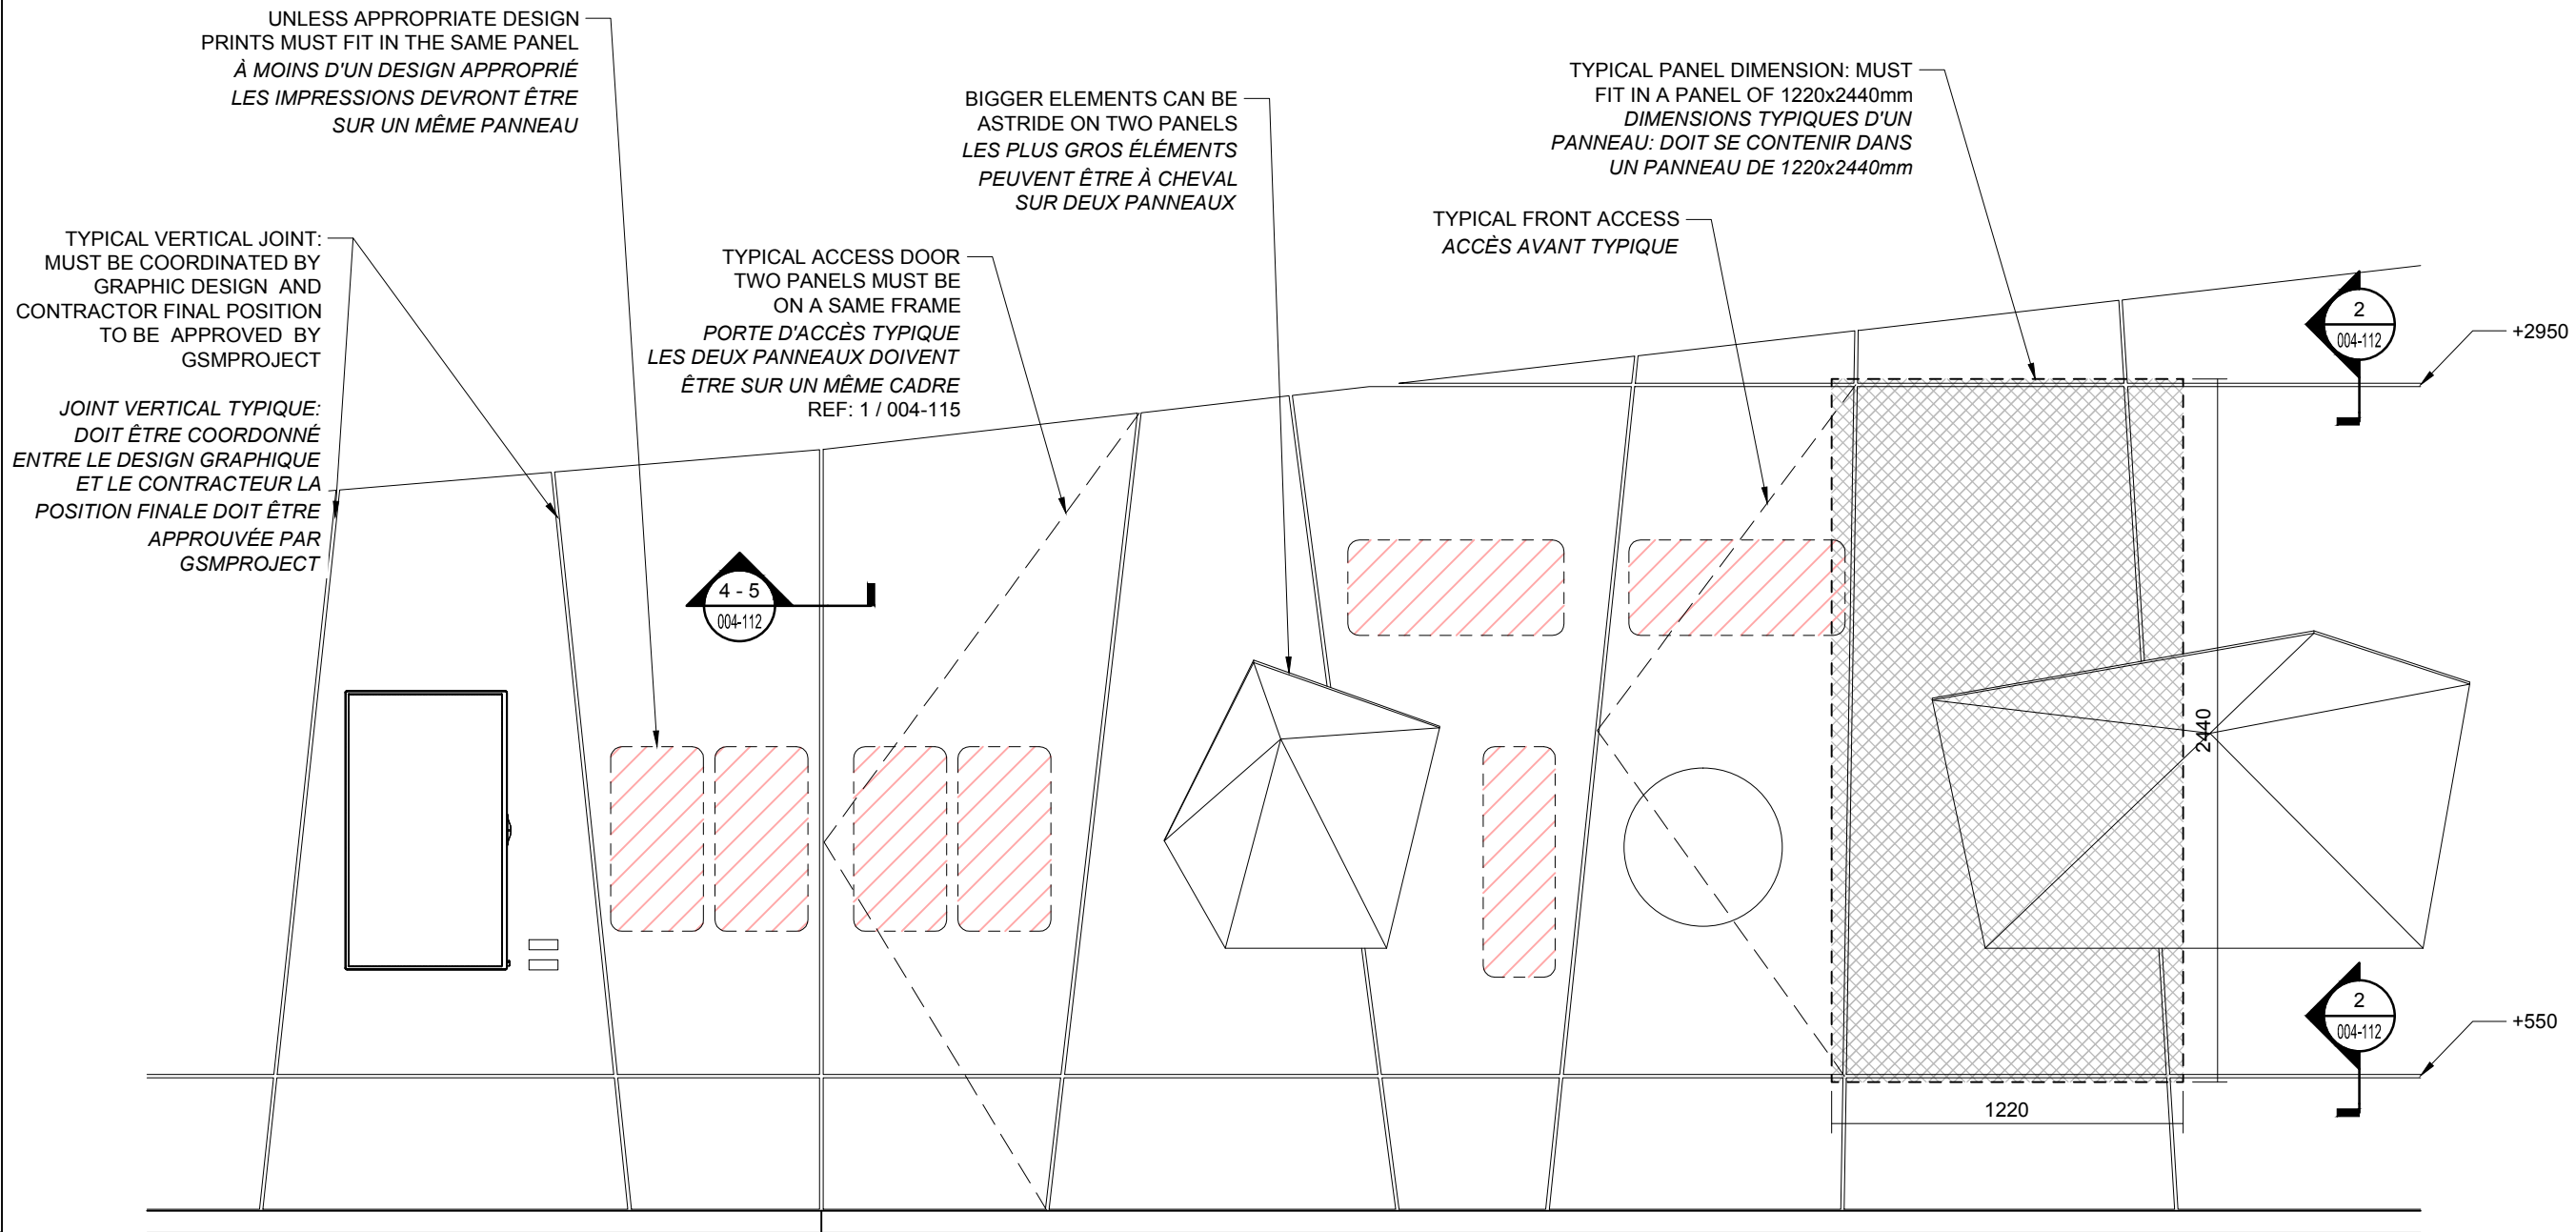 UNLESS APPROPRIATE DESIGN
PRINTS MUST FIT IN THE SAME PANEL
À MOINS D'UN DESIGN APPROPRIÉ
LES IMPRESSIONS DEVRONT ÊTRE
SUR UN MÊME PANNEAU
BIGGER ELEMENTS CAN BE
ASTRIDE ON TWO PANELS
LES PLUS GROS ÉLÉMENTS
PEUVENT ÊTRE À CHEVAL
SUR DEUX PANNEAUX
TYPICAL PANEL DIMENSION: MUST
FIT IN A PANEL OF 1220x2440mm
DIMENSIONS TYPIQUES D'UN
PANNEAU: DOIT SE CONTENIR DANS
UN PANNEAU DE 1220x2440mm
TYPICAL FRONT ACCESS
ACCÈS AVANT TYPIQUE
TYPICAL VERTICAL JOINT:
MUST BE COORDINATED BY
GRAPHIC DESIGN AND
CONTRACTOR FINAL POSITION
TO BE APPROVED BY
GSMPROJECT
JOINT VERTICAL TYPIQUE:
DOIT ÊTRE COORDONNÉ
ENTRE LE DESIGN GRAPHIQUE
ET LE CONTRACTEUR LA
POSITION FINALE DOIT ÊTRE
APPROUVÉE PAR
GSMPROJECT
TYPICAL ACCESS DOOR
TWO PANELS MUST BE
ON A SAME FRAME
PORTE D'ACCÈS TYPIQUE
LES DEUX PANNEAUX DOIVENT
ÊTRE SUR UN MÊME CADRE
REF: 1 / 004-115
2
004-112
+2950
4 - 5
004-112
2440
2
004-112
+550
1220